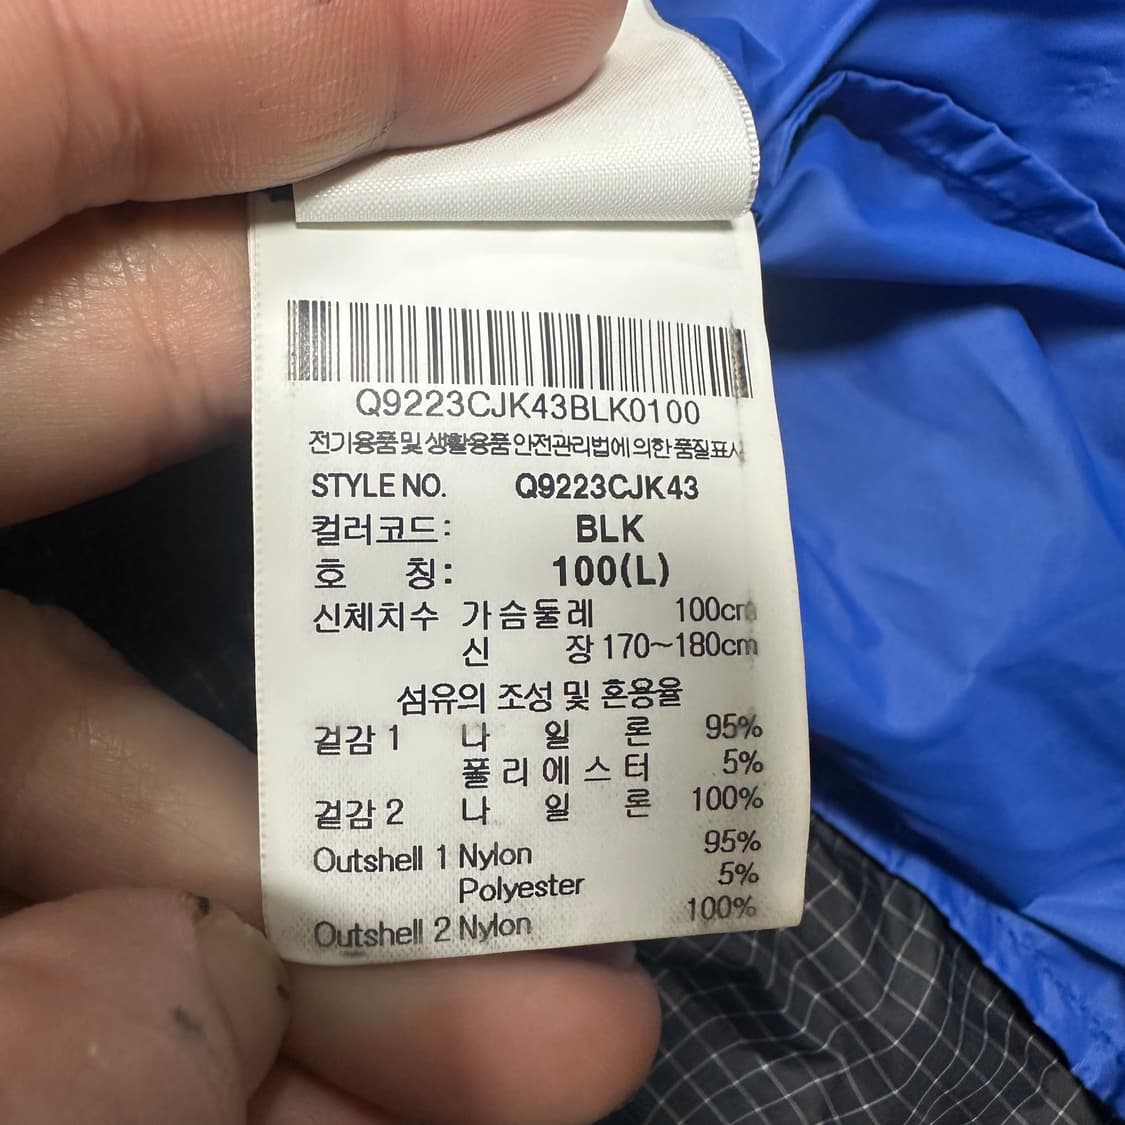 Q9223CJK43BLK0100
전기용품 및 생활용품 안전관리법에 의한 품질표시
STYLE NO. Q9223CJK43
컬러코드: BLK
호 칭: 100(L)
신체치수 가슴둘레 100cm
신 장 170~180cm
섬유의 조성 및 혼용율
겉감 1 나 일 론 95%
폴 리 에 스 터 5%
겉감 2 나 일 론 100%
Outshell 1 Nylon 95%
Polyester 5%
Outshell 2 Nylon 100%